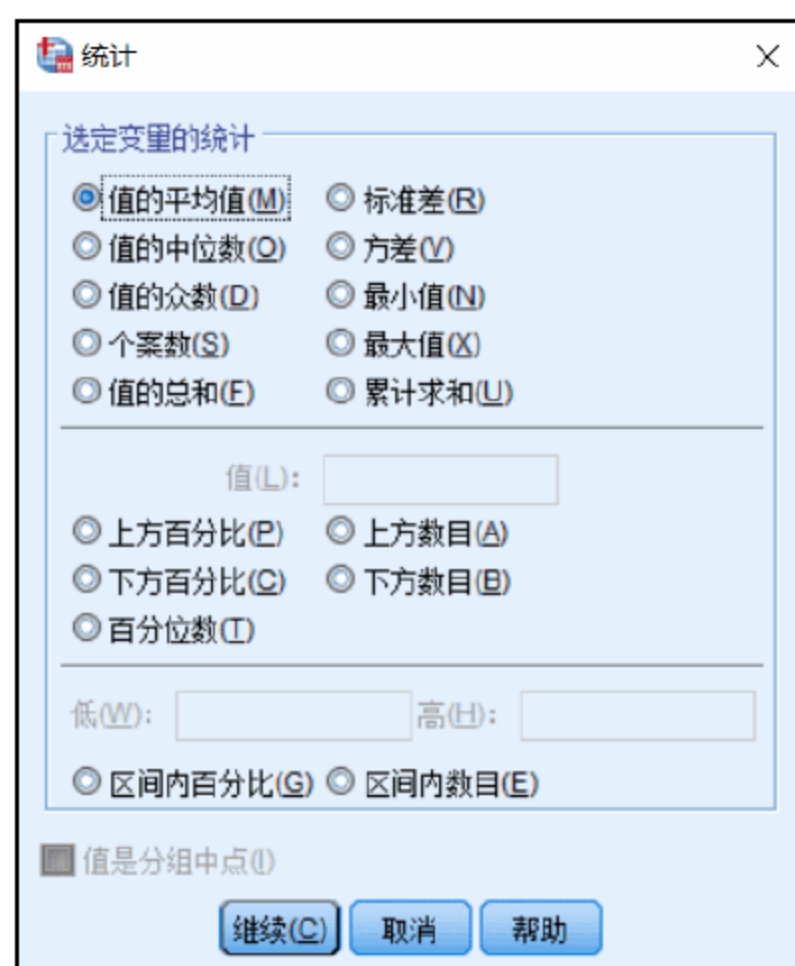 统计
选定变量的统计
值的平均值(M) 标准差(R)
值的中位数(O) 方差(V)
值的众数(D) 最小值(N)
个案数(S) 最大值(X)
值的总和(F) 累计求和(U)
值(L):
上方百分比(P) 上方数目(A)
下方百分比(C) 下方数目(B)
百分位数(T)
低(W): 高(H):
区间内百分比(G) 区间内数目(E)
值是分组中点(I)
继续(C) 取消 帮助